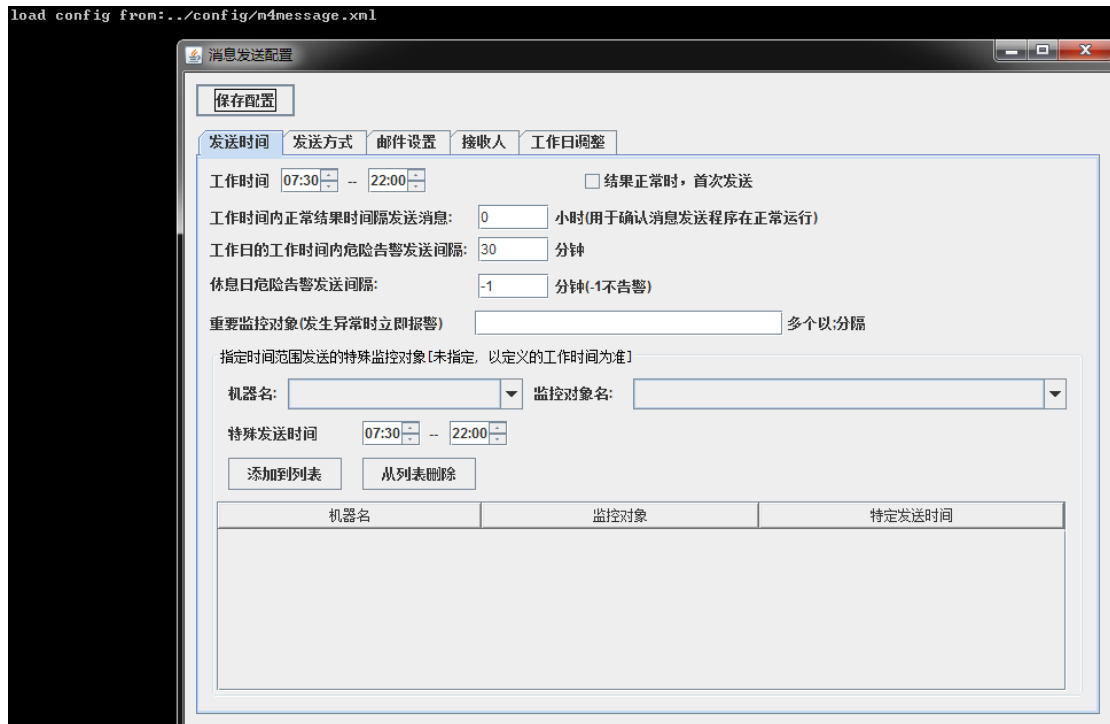 load config from:../config/m4message.xml
消息发送配置
保存配置
发送时间 发送方式 邮件设置 接收人 工作日调整
工作时间 07:30 -- 22:00 结果正常时，首次发送
工作时间内正常结果时间隔发送消息: 0 小时(用于确认消息发送程序在正常运行)
工作日的工作时间内危险告警发送间隔: 30 分钟
休息日危险告警发送间隔: -1 分钟(-1不告警)
重要监控对象(发生异常时立即报警) 多个以;分隔
指定时间范围发送的特殊监控对象[未指定, 以定义的工作时间为准]
机器名: 监控对象名:
特殊发送时间 07:30 -- 22:00
添加到列表 从列表删除
机器名 监控对象 特定发送时间